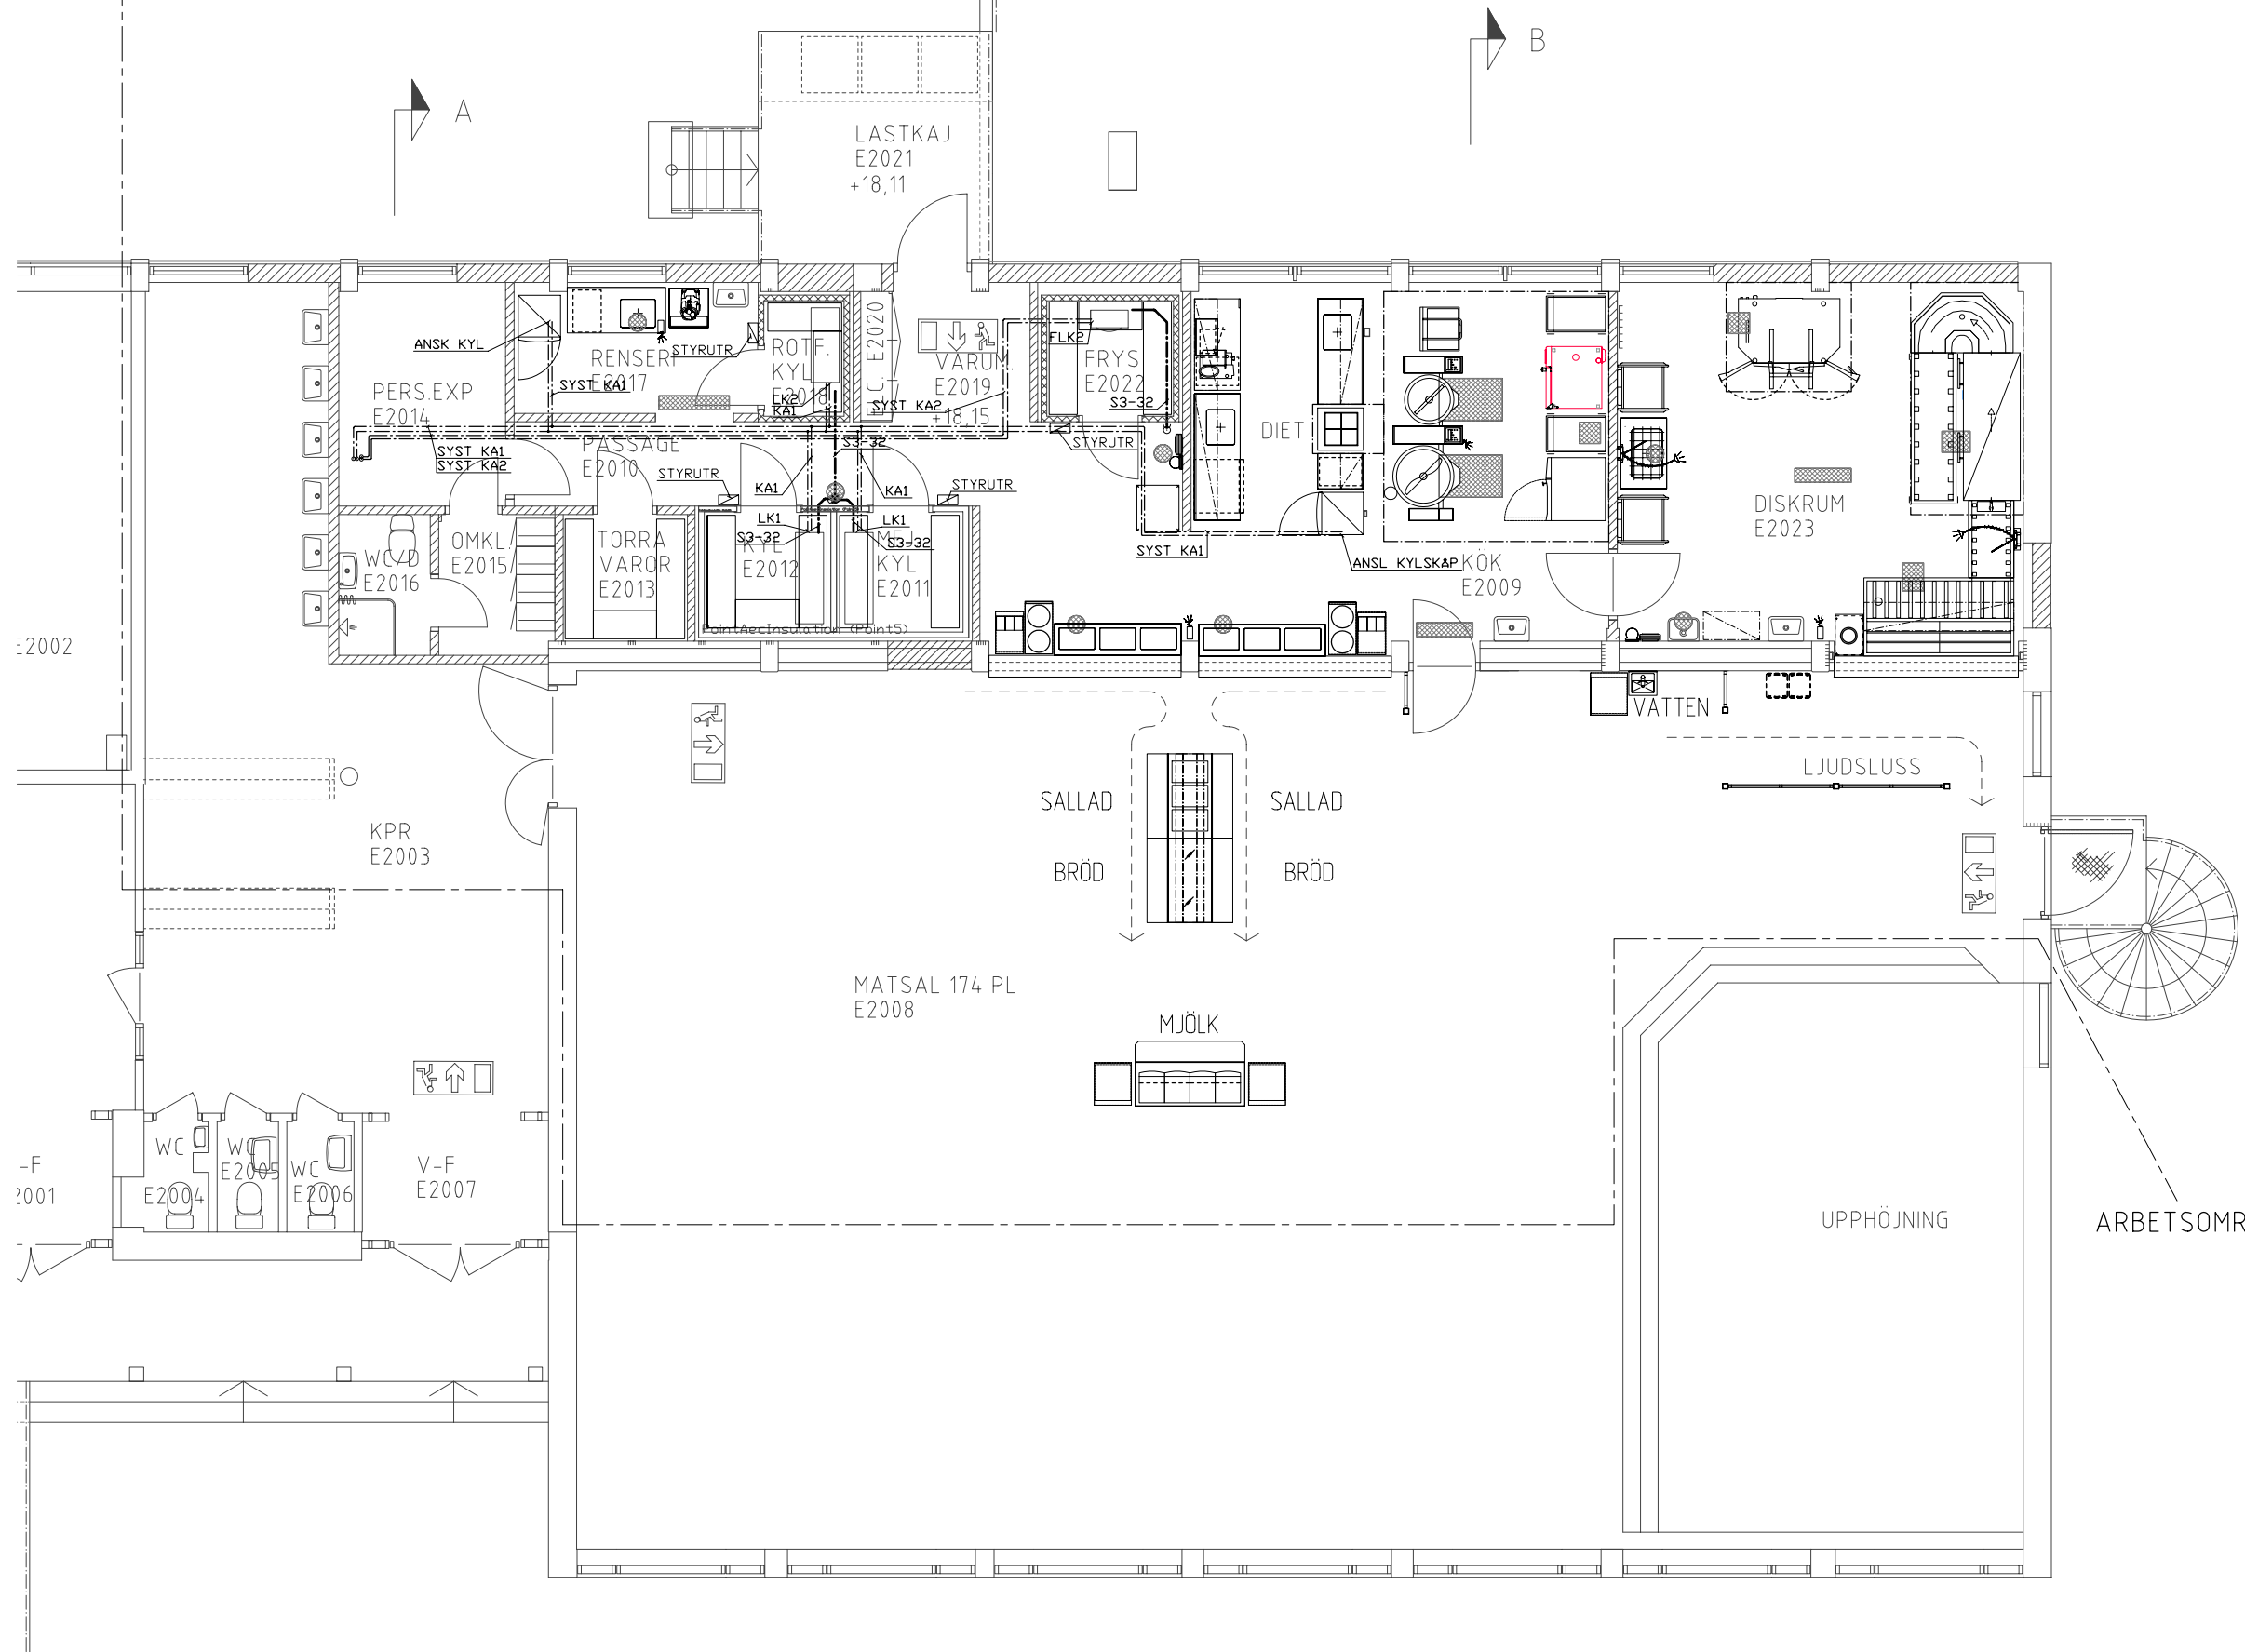 B
A
LASTKAJ
E2021
+18,11
ANSK KYL
RENSERI
E2017
STYRUTR
SYST KA1
ROTF.
KYL
E2018
LK2
KA1
E2020
VARUM.
E2019
+18,15
SYST KA2
FLK2
FRYS
E2022
S3-32
STYRUTR
PERS.EXP
E2014
SYST KA1
SYST KA2
PASSAGE
E2010
STYRUTR
S3-32
KA1
KA1
STYRUTR
DIET
DISKRUM
E2023
WC/D
E2016
OMKL.
E2015
TORRA
VAROR
E2013
LK1
S3-32
KYL
E2012
LK1
S3-32
MEJ.
KYL
E2011
PointAecInsulation (Point5)
SYST KA1
ANSL KYLSKÅP
KÖK
E2009
E2002
VATTEN
LJUDSLUSS
SALLAD
SALLAD
BRÖD
BRÖD
KPR
E2003
MATSAL 174 PL
E2008
MJÖLK
WC
E2004
WC
E2005
WC
E2006
V-F
E2007
-F
2001
UPPHÖJNING
ARBETSOMR